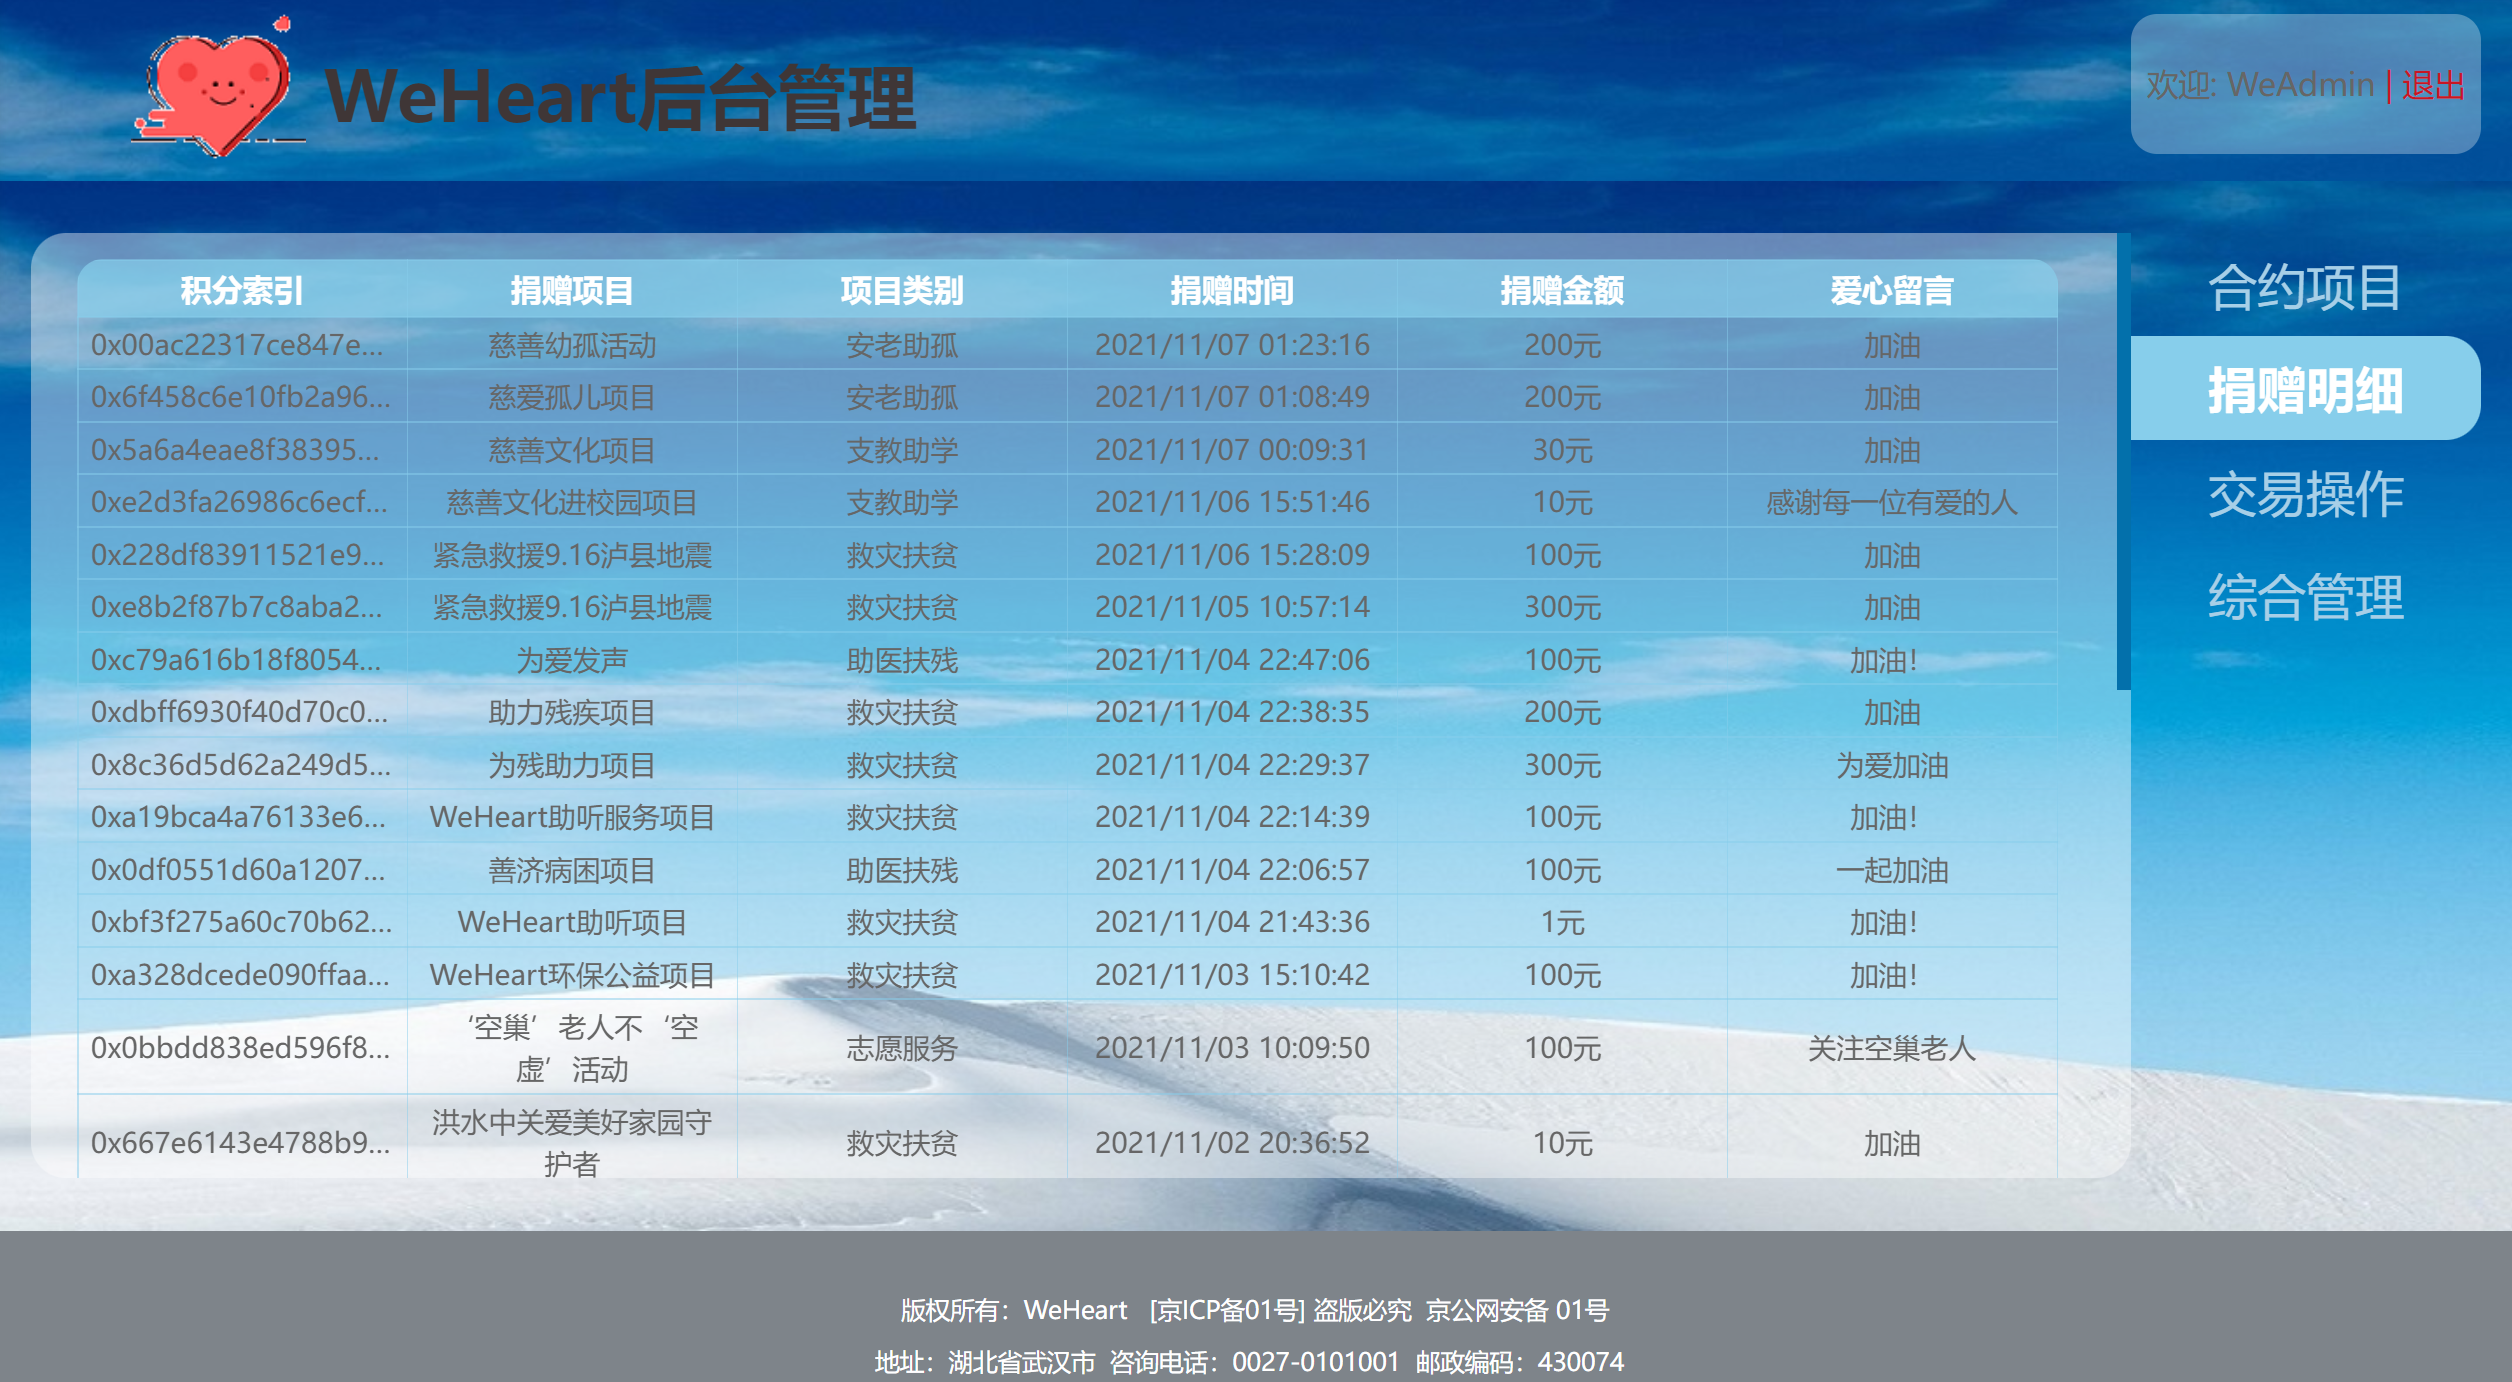 WeHeart后台管理
欢迎: WeAdmin | 退出
积分索引 捐赠项目 项目类别 捐赠时间 捐赠金额 爱心留言
0x00ac22317ce847e... 慈善幼孤活动 安老助孤 2021/11/07 01:23:16 200元 加油
0x6f458c6e10fb2a96... 慈爱孤儿项目 安老助孤 2021/11/07 01:08:49 200元 加油
0x5a6a4eae8f38395... 慈善文化项目 支教助学 2021/11/07 00:09:31 30元 加油
0xe2d3fa26986c6ecf... 慈善文化进校园项目 支教助学 2021/11/06 15:51:46 10元 感谢每一位有爱的人
0x228df83911521e9... 紧急救援9.16泸县地震 救灾扶贫 2021/11/06 15:28:09 100元 加油
0xe8b2f87b7c8aba2... 紧急救援9.16泸县地震 救灾扶贫 2021/11/05 10:57:14 300元 加油
0xc79a616b18f8054... 为爱发声 助医扶残 2021/11/04 22:47:06 100元 加油！
0xdbff6930f40d70c0... 助力残疾项目 救灾扶贫 2021/11/04 22:38:35 200元 加油
0x8c36d5d62a249d5... 为残助力项目 救灾扶贫 2021/11/04 22:29:37 300元 为爱加油
0xa19bca4a76133e6... WeHeart助听服务项目 救灾扶贫 2021/11/04 22:14:39 100元 加油！
0x0df0551d60a1207... 善济病困项目 助医扶残 2021/11/04 22:06:57 100元 一起加油
0xbf3f275a60c70b62... WeHeart助听项目 救灾扶贫 2021/11/04 21:43:36 1元 加油！
0xa328dcede090ffaa... WeHeart环保公益项目 救灾扶贫 2021/11/03 15:10:42 100元 加油！
0x0bbdd838ed596f8... ‘空巢’老人不‘空
虚’活动 志愿服务 2021/11/03 10:09:50 100元 关注空巢老人
0x667e6143e4788b9... 洪水中关爱美好家园守
护者 救灾扶贫 2021/11/02 20:36:52 10元 加油
合约项目
捐赠明细
交易操作
综合管理
版权所有：WeHeart [京ICP备01号] 盗版必究 京公网安备 01号
地址：湖北省武汉市 咨询电话：0027-0101001 邮政编码：430074